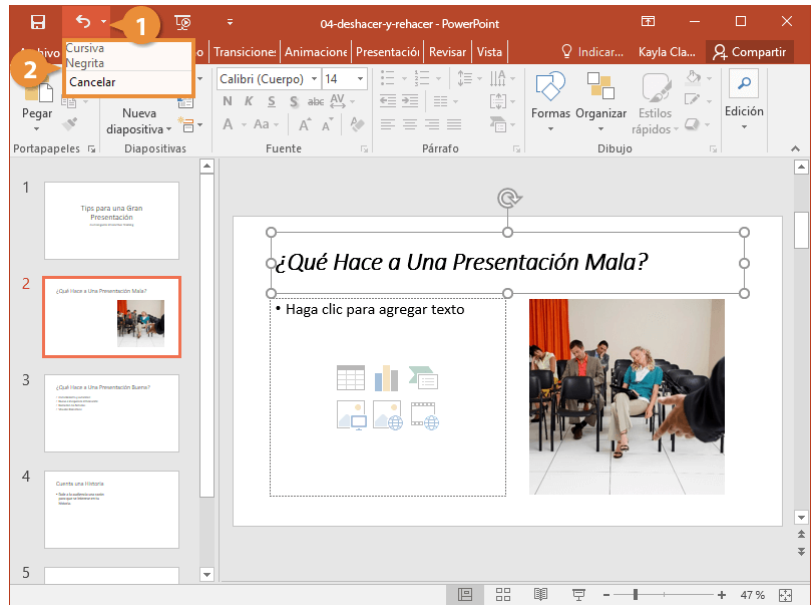 04-deshacer-y-rehacer - PowerPoint
1
Archivo
o Transiciones Animacione Presentación Revisar Vista Indicar... Kayla Cla... Compartir
2
Cursiva
Negrita
Cancelar
Calibri (Cuerpo) 14
N K S S abc AV
A Aa A A
Pegar
Nueva
diapositiva
Formas Organizar Estilos
rápidos
Edición
Portapapeles Diapositivas Fuente Párrafo Dibujo
1
Tips para una Gran
Presentación
2
¿Qué Hace a Una Presentación Mala?
3
¿Qué Hace a Una Presentación Buena?
4
Cuente una Historia
5
¿Qué Hace a Una Presentación Mala?
• Haga clic para agregar texto
47 %